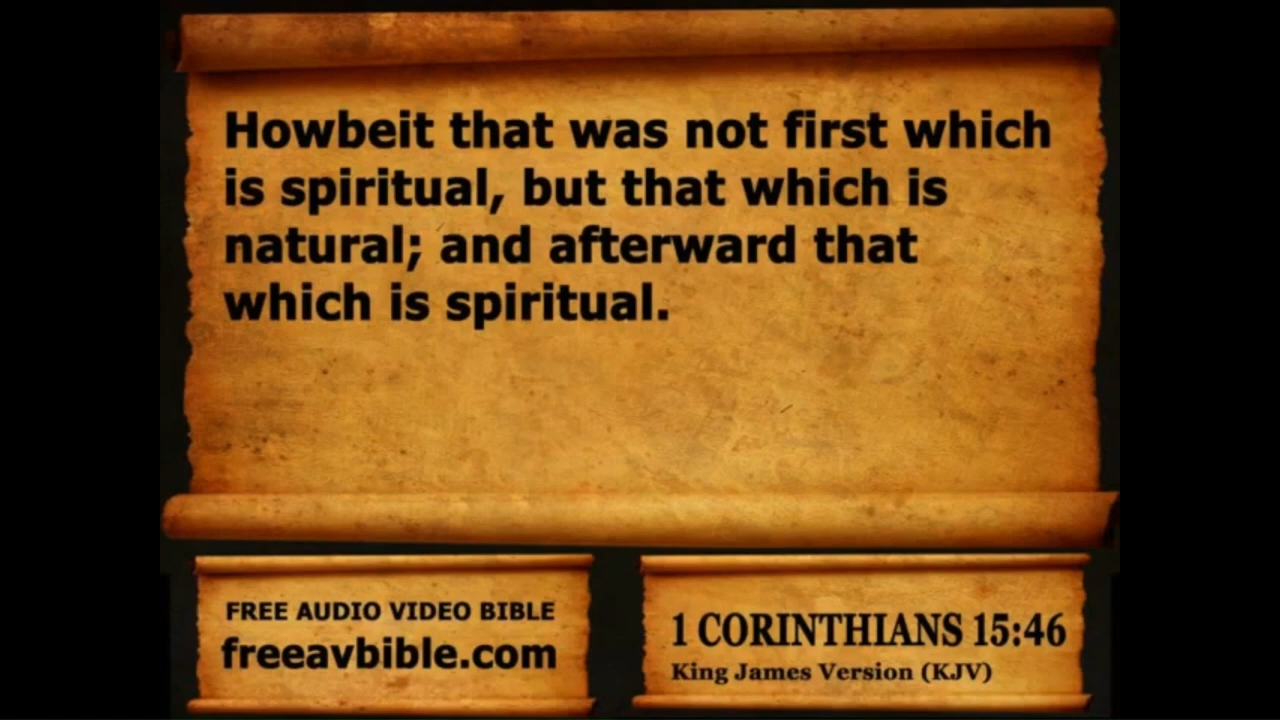 Howbeit that was not first which
is spiritual, but that which is
natural; and afterward that
which is spiritual.
FREE AUDIO VIDEO BIBLE
freeavbible.com
1 CORINTHIANS 15:46
King James Version (KJV)